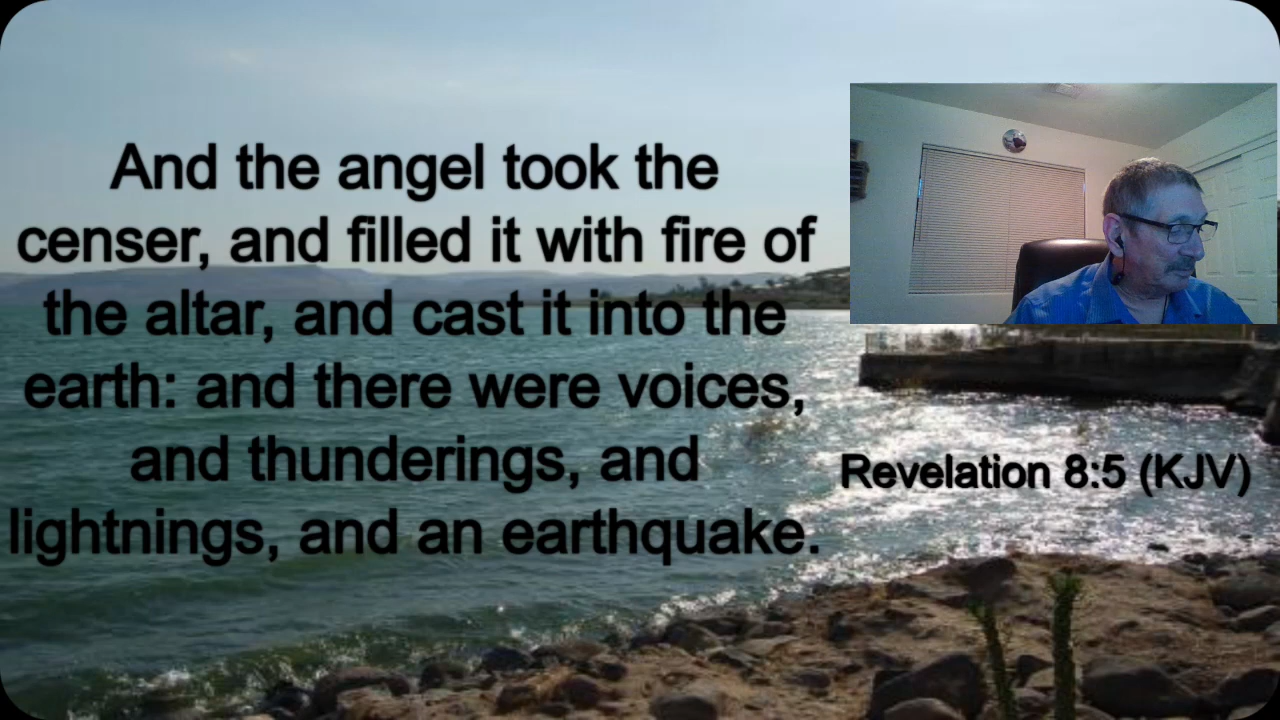 And the angel took the
censer, and filled it with fire of
the altar, and cast it into the
earth: and there were voices,
and thunderings, and
lightnings, and an earthquake.
Revelation 8:5 (KJV)